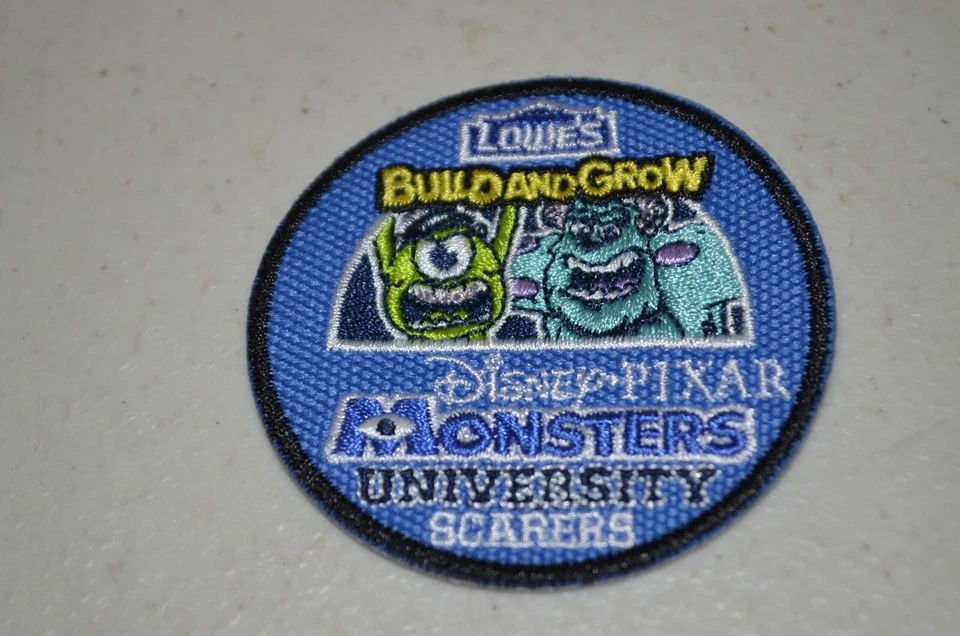 LOWE'S
BUILD AND GROW
DISNEY·PIXAR
MONSTERS
UNIVERSITY
SCARERS